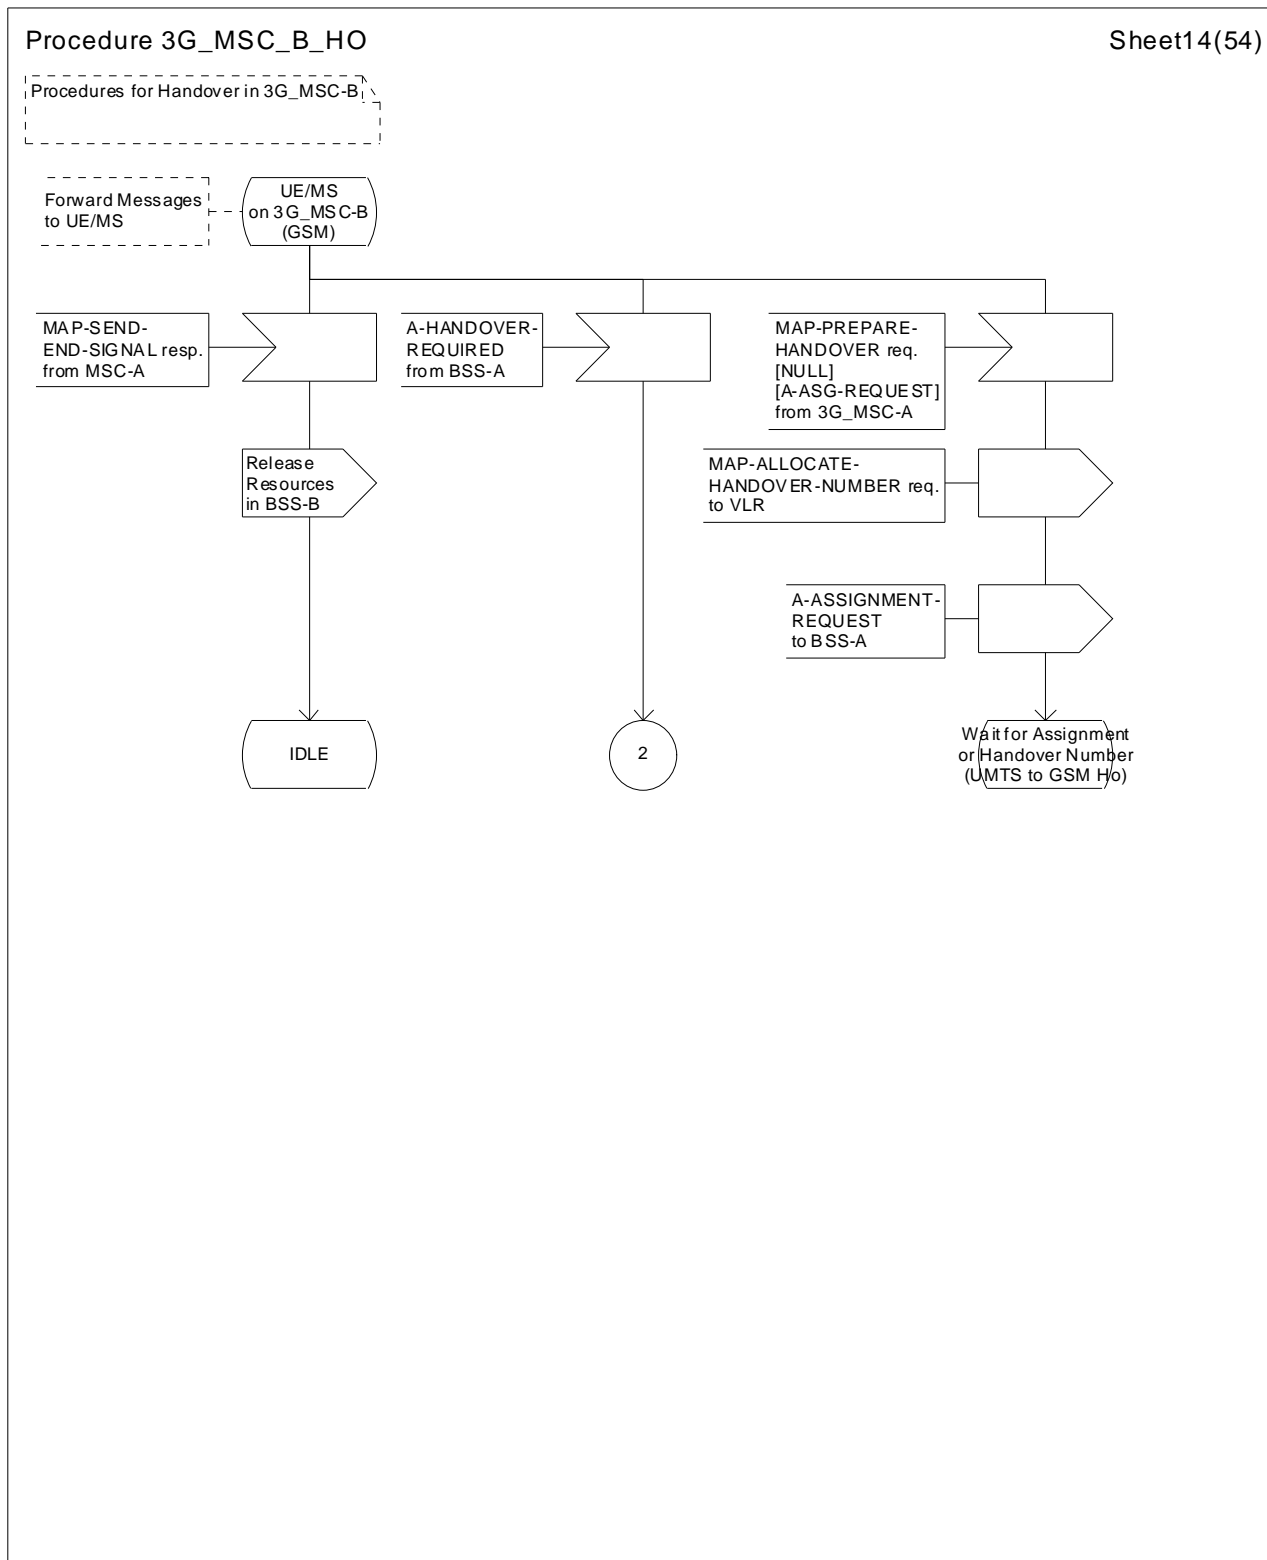 Procedure 3G_MSC_B_HO
Sheet14(54)
Procedures for Handover in 3G_MSC-B
Forward Messages
to UE/MS
UE/MS
on 3G_MSC-B
(GSM)
MAP-SEND-
END-SIGNAL resp.
from MSC-A
A-HANDOVER-
REQUIRED
from BSS-A
MAP-PREPARE-
HANDOVER req.
[NULL]
[A-ASG-REQUEST]
from 3G_MSC-A
Release
Resources
in BSS-B
MAP-ALLOCATE-
HANDOVER-NUMBER req.
to VLR
A-ASSIGNMENT-
REQUEST
to BSS-A
IDLE
2
Wait for Assignment
or Handover Number
(UMTS to GSM Ho)